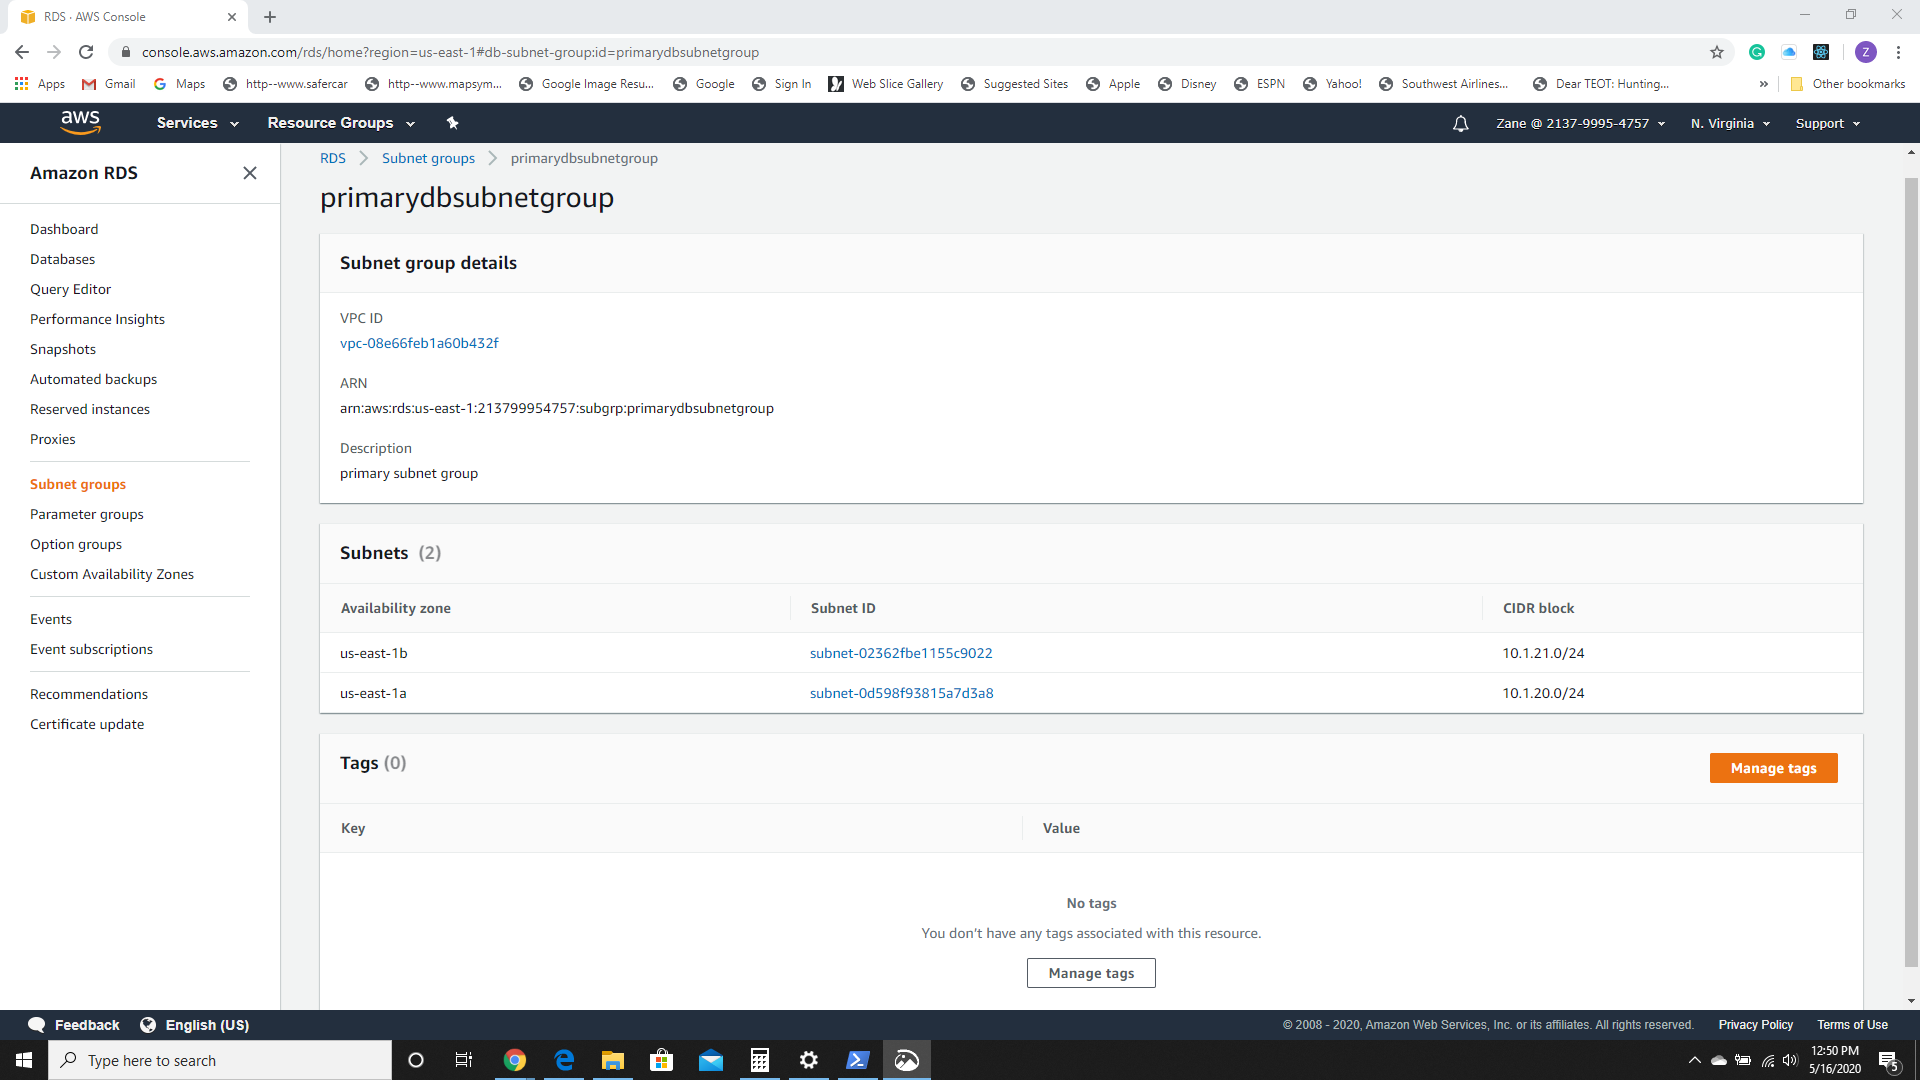 RDS · AWS Console
console.aws.amazon.com/rds/home?region=us-east-1#db-subnet-group:id=primarydbsubnetgroup
Z
Apps Gmail Maps http--www.safercar http--www.mapsym... Google Image Resu... Google Sign In Web Slice Gallery Suggested Sites Apple Disney ESPN Yahoo! Southwest Airlines... Dear TEOT: Hunting... » Other bookmarks
aws Services Resource Groups Zane @ 2137-9995-4757 N. Virginia Support
Amazon RDS
Dashboard
Databases
Query Editor
Performance Insights
Snapshots
Automated backups
Reserved instances
Proxies
Subnet groups
Parameter groups
Option groups
Custom Availability Zones
Events
Event subscriptions
Recommendations
Certificate update
RDS Subnet groups primarydbsubnetgroup
primarydbsubnetgroup
Subnet group details
VPC ID
vpc-08e66feb1a60b432f
ARN
arn:aws:rds:us-east-1:213799954757:subgrp:primarydbsubnetgroup
Description
primary subnet group
Subnets (2)
Availability zone Subnet ID CIDR block
us-east-1b subnet-02362fbe1155c9022 10.1.21.0/24
us-east-1a subnet-0d598f93815a7d3a8 10.1.20.0/24
Tags (0) Manage tags
Key Value
No tags
You don't have any tags associated with this resource.
Manage tags
Feedback English (US) © 2008 - 2020, Amazon Web Services, Inc. or its affiliates. All rights reserved. Privacy Policy Terms of Use
Type here to search
12:50 PM
5/16/2020
5